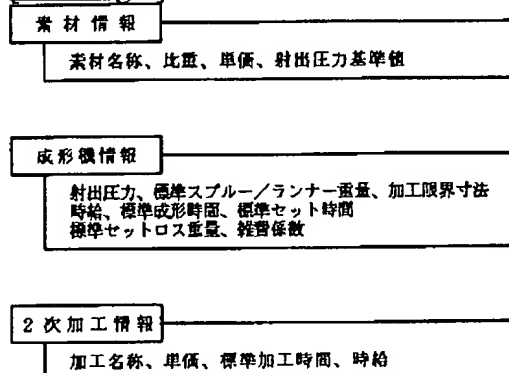 素材情報
素材名称、比重、単価、射出圧力基準値
成形機情報
射出圧力、標準スプルー／ランナー重量、加工限界寸法
時給、標準成形時間、標準セット時間
標準セットロス重量、雑費係数
2次加工情報
加工名称、単価、標準加工時間、時給